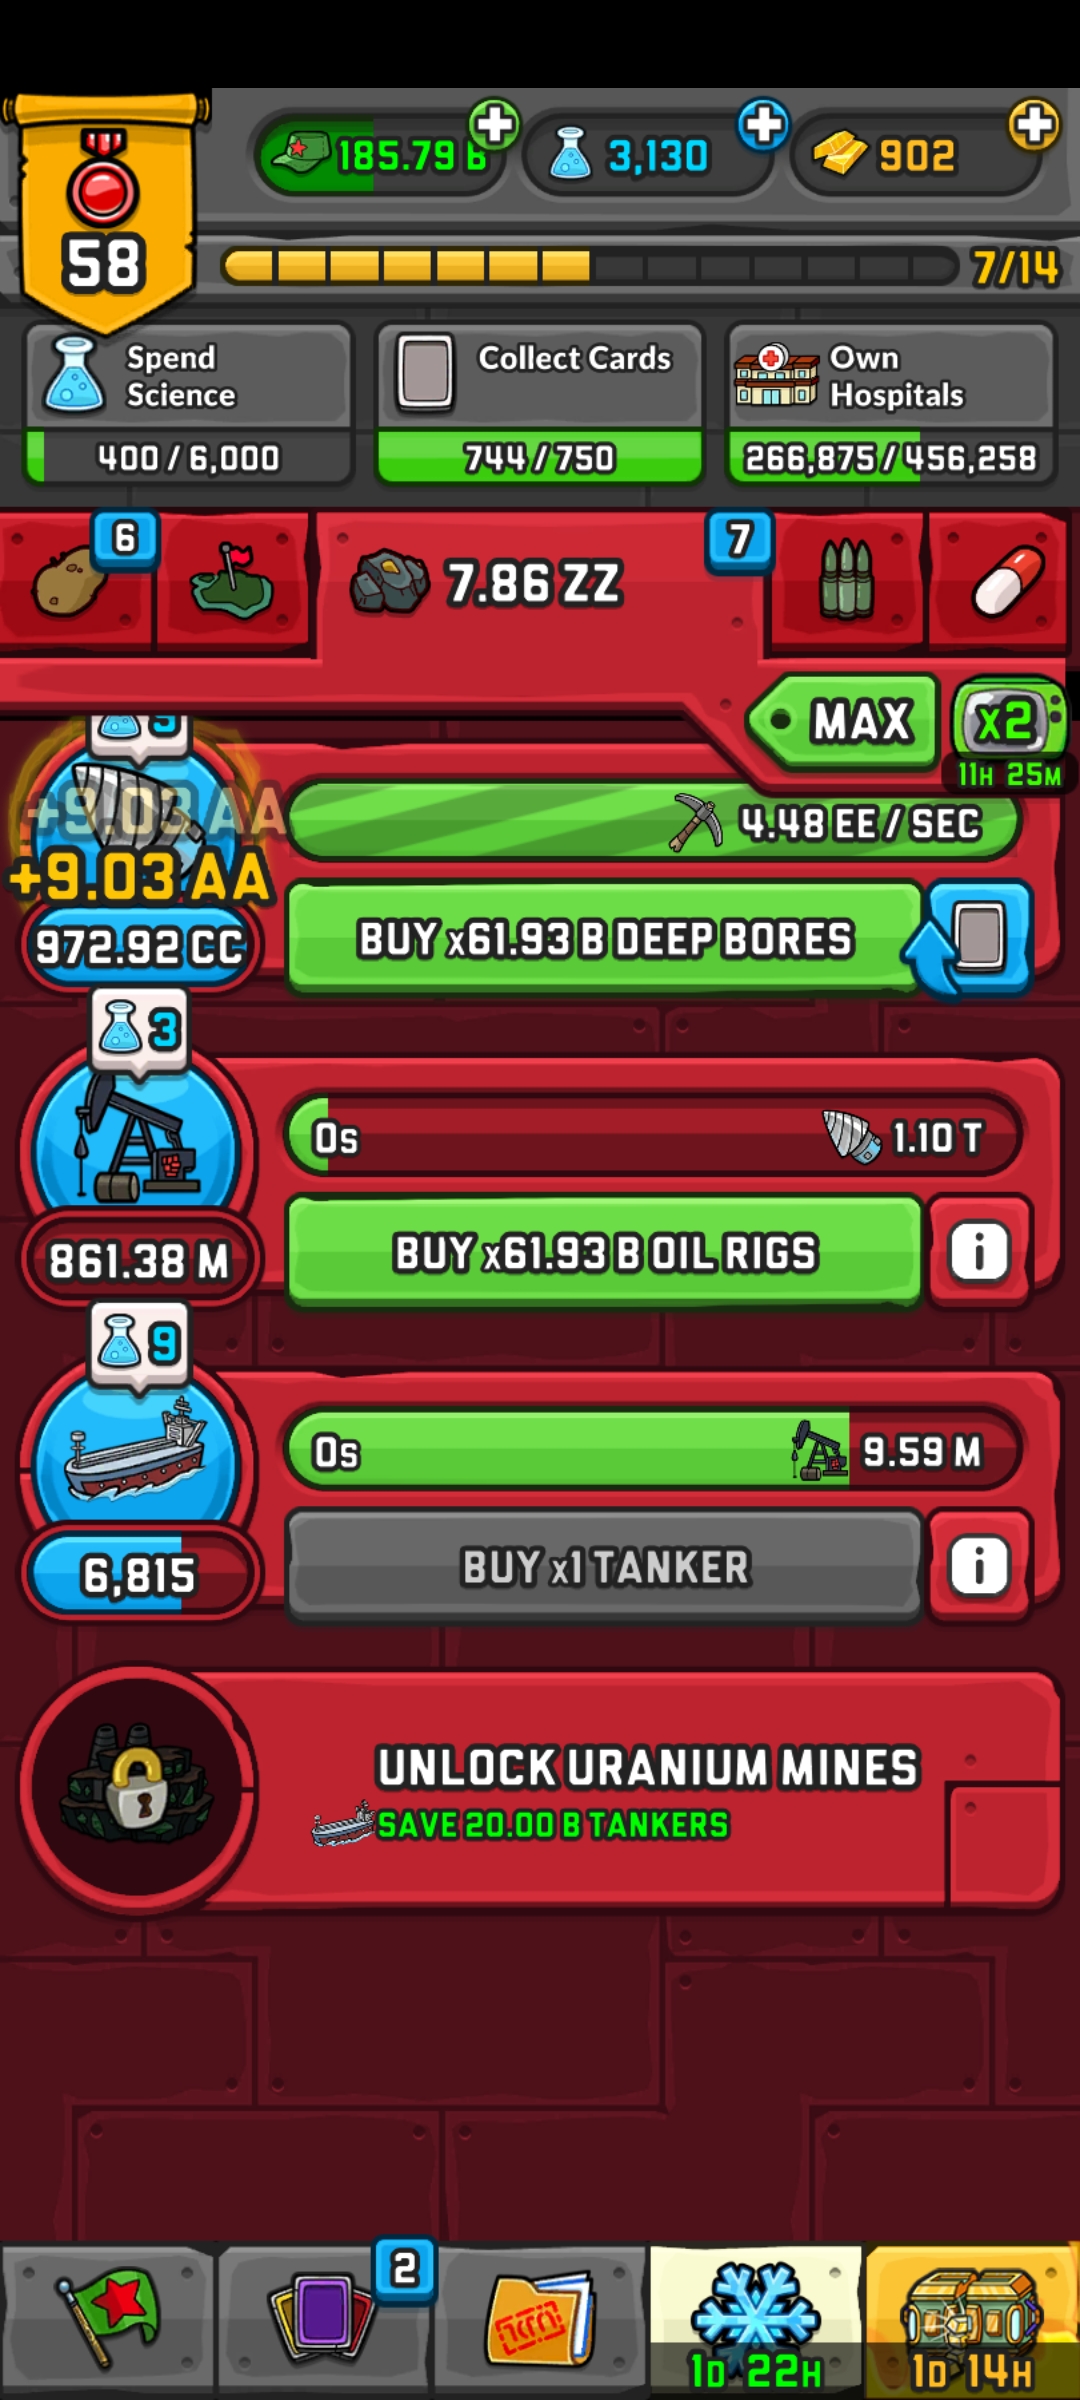 58
185.79 B
3,130
902
7/14
Spend
Science
400 / 6,000
Collect Cards
744 / 750
Own
Hospitals
266,875 / 456,258
6
7.86 ZZ
7
MAX
x2
11H 25M
+9.03 AA
+9.03 AA
972.92 CC
4.48 EE / SEC
BUY x61.93 B DEEP BORES
3
861.38 M
0s
1.10 T
BUY x61.93 B OIL RIGS
i
9
6,815
0s
9.59 M
BUY x1 TANKER
i
UNLOCK URANIUM MINES
SAVE 20.00 B TANKERS
2
1D 22H
1D 14H